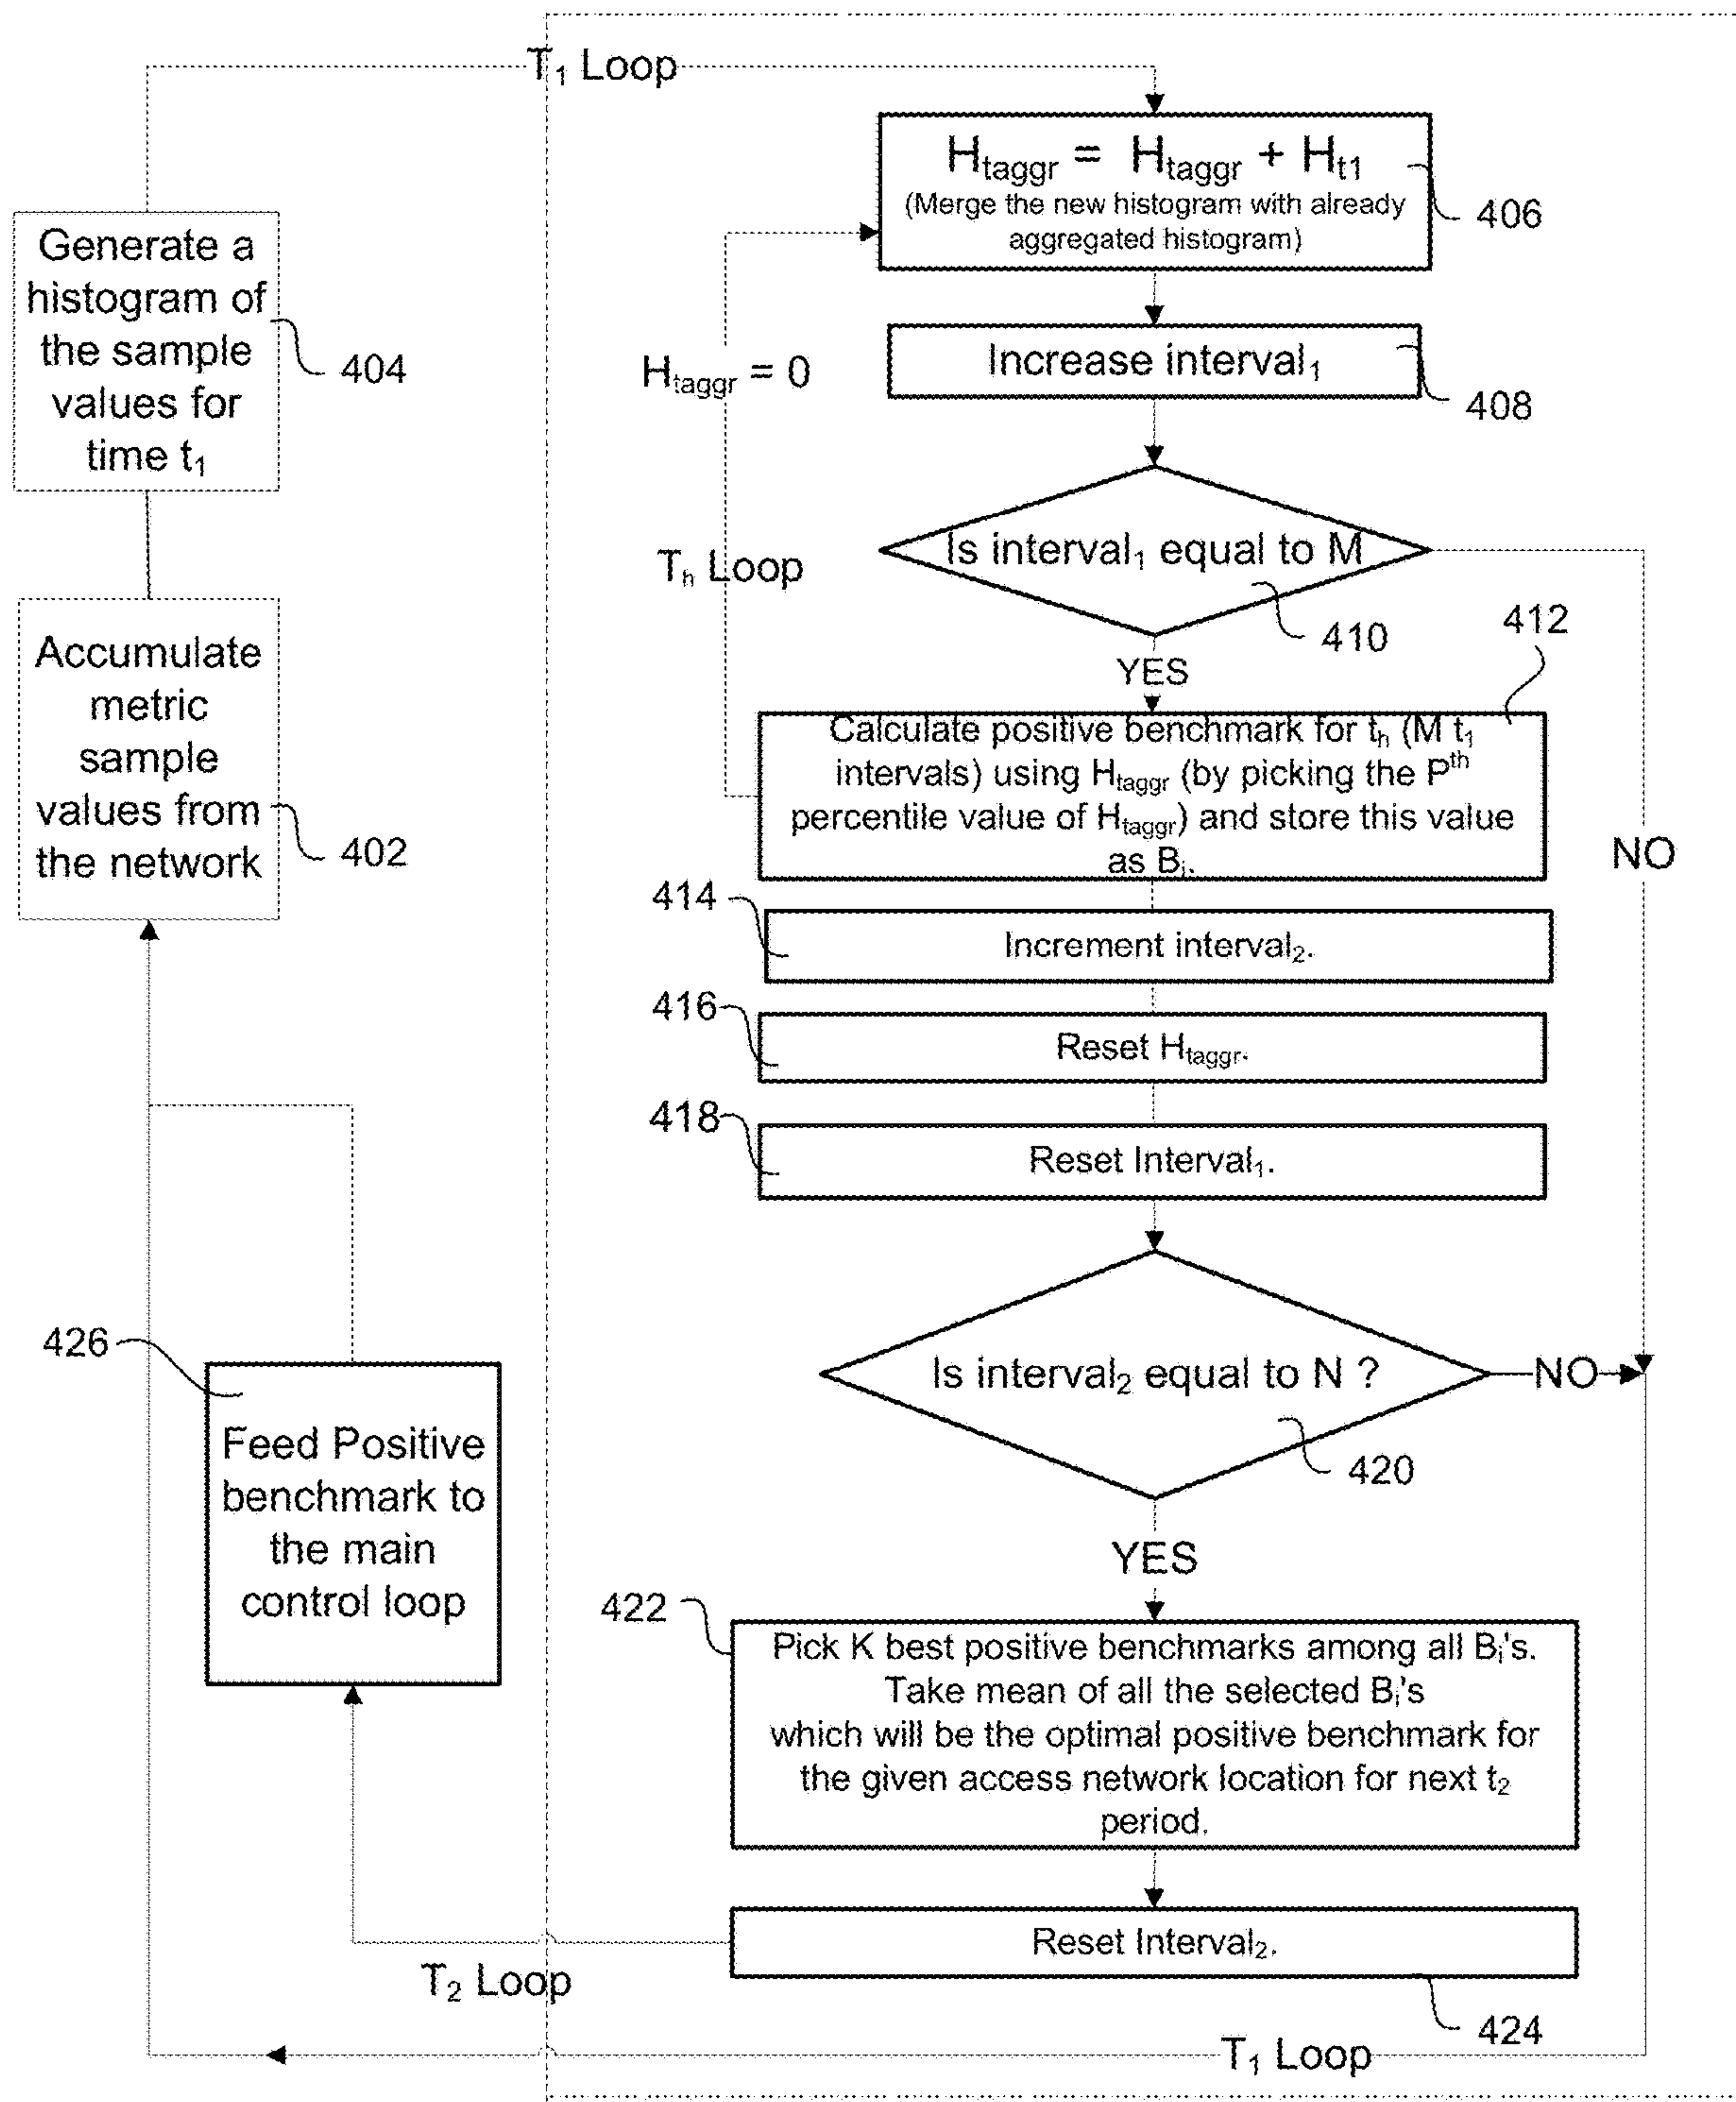 T₁ Loop
Hₜₐggᵣ = Hₜₐggᵣ + Hₜ₁
(Merge the new histogram with already
aggregated histogram)
406
Generate a
histogram of
the sample
values for
time t₁
404
Increase interval₁
408
Hₜₐggᵣ = 0
Is interval₁ equal to M
410
Tₕ Loop
YES
NO
412
Calculate positive benchmark for tₕ (M t₁
intervals) using Hₜₐggᵣ (by picking the Pᵗʰ
percentile value of Hₜₐggᵣ) and store this value
as Bᵢ.
Accumulate
metric
sample
values from
the network
402
414
Increment interval₂.
416
Reset Hₜₐggᵣ.
418
Reset Interval₁.
Is interval₂ equal to N ?
NO
420
YES
426
Feed Positive
benchmark to
the main
control loop
422
Pick K best positive benchmarks among all Bᵢ's.
Take mean of all the selected Bᵢ's
which will be the optimal positive benchmark for
the given access network location for next t₂
period.
Reset Interval₂.
424
T₂ Loop
T₁ Loop